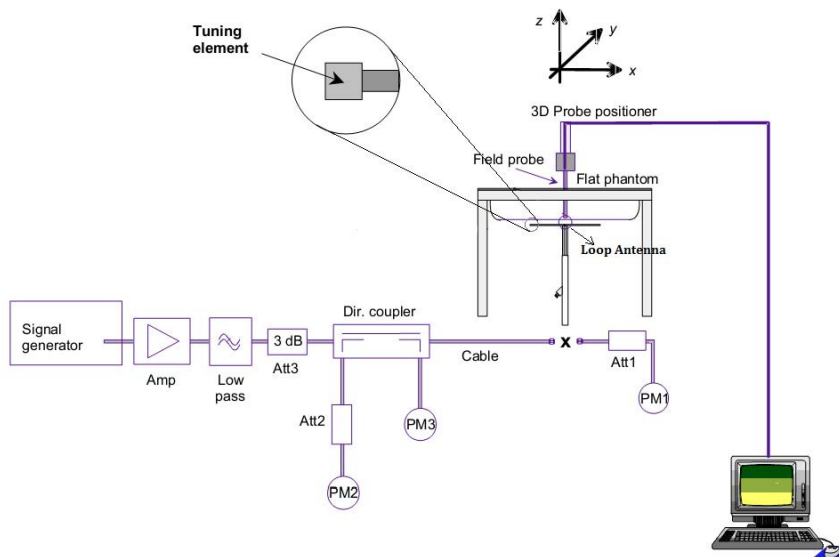 Tuning
element
z
y
x
3D Probe positioner
Field probe
Flat phantom
Loop Antenna
Dir. coupler
Signal
generator
3 dB
Cable
x
Att3
Att1
Amp
Low
pass
PM1
Att2
PM3
PM2